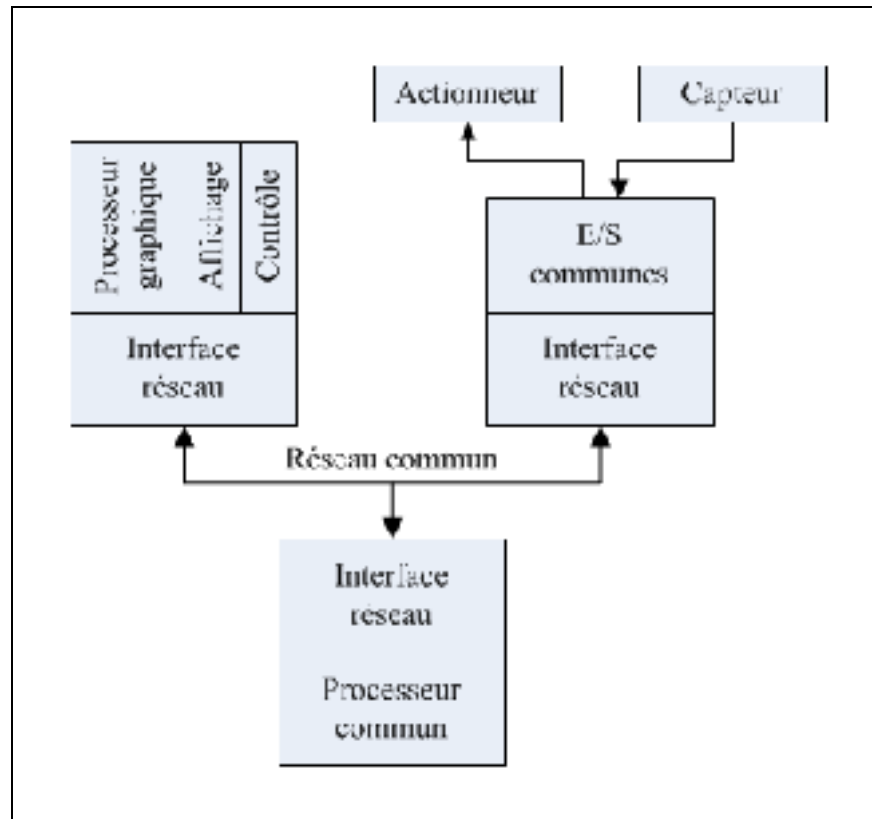 Actionneur
Capteur
Processeur
graphique
Affichage
Contrôle
E/S
communes
Interface
réseau
Interface
réseau
Réseau commun
Interface
réseau
Processeur
commun